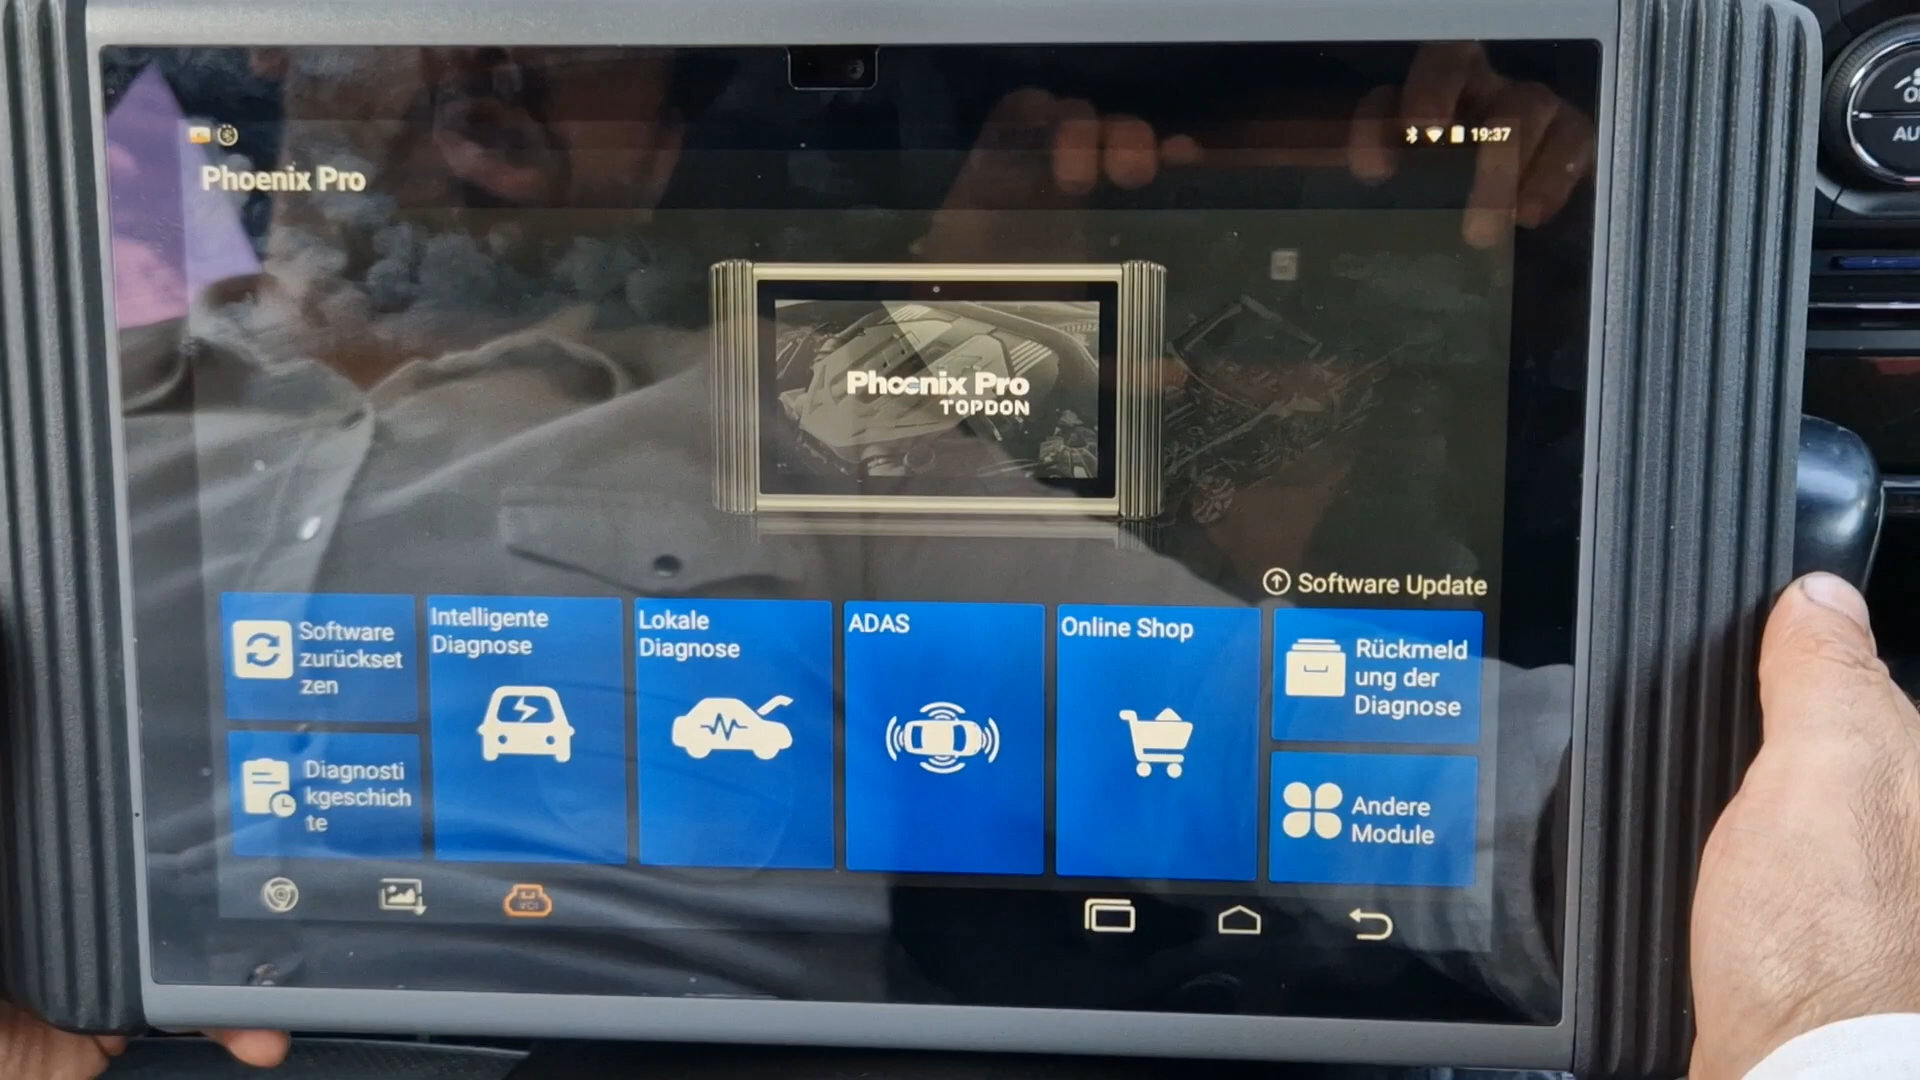 19:37
Phoenix Pro
Phoenix Pro
TOPDON
Software Update
Software
zurückset
zen
Intelligente
Diagnose
Lokale
Diagnose
ADAS
Online Shop
Rückmeld
ung der
Diagnose
Diagnosti
kgeschich
te
Andere
Module
VCI